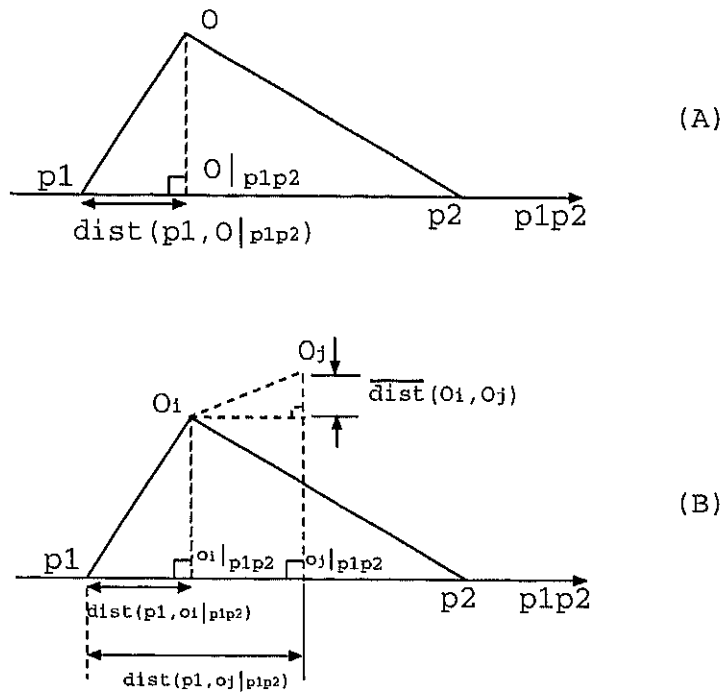 O
(A)
p1
O|p1p2
p2
p1p2
dist(p1,O|p1p2)
Oj
Oi
dist(Oi,Oj)
(B)
p1
oi|p1p2
oj|p1p2
p2
p1p2
dist(p1,oi|p1p2)
dist(p1,oj|p1p2)